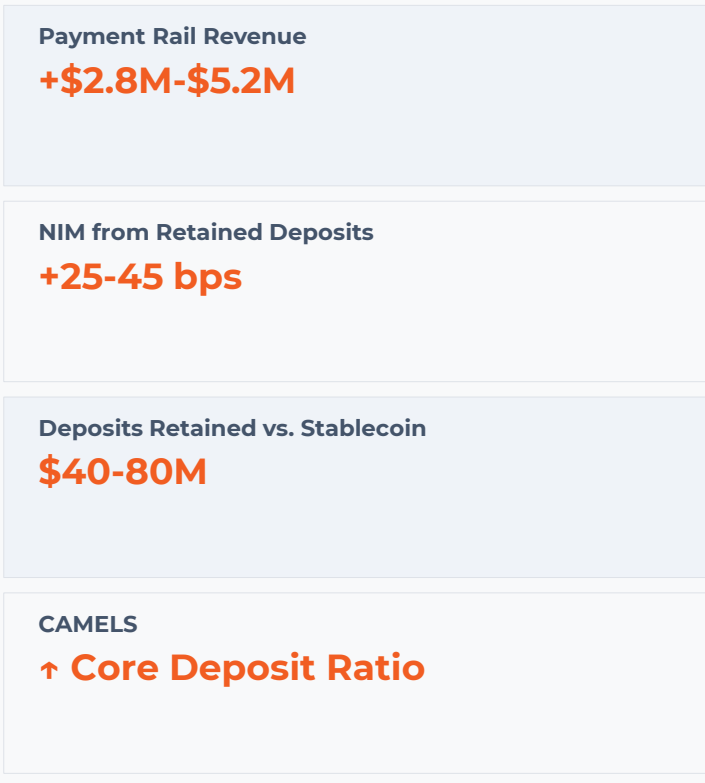 Payment Rail Revenue
+$2.8M-$5.2M
NIM from Retained Deposits
+25-45 bps
Deposits Retained vs. Stablecoin
$40-80M
CAMELS
↑ Core Deposit Ratio